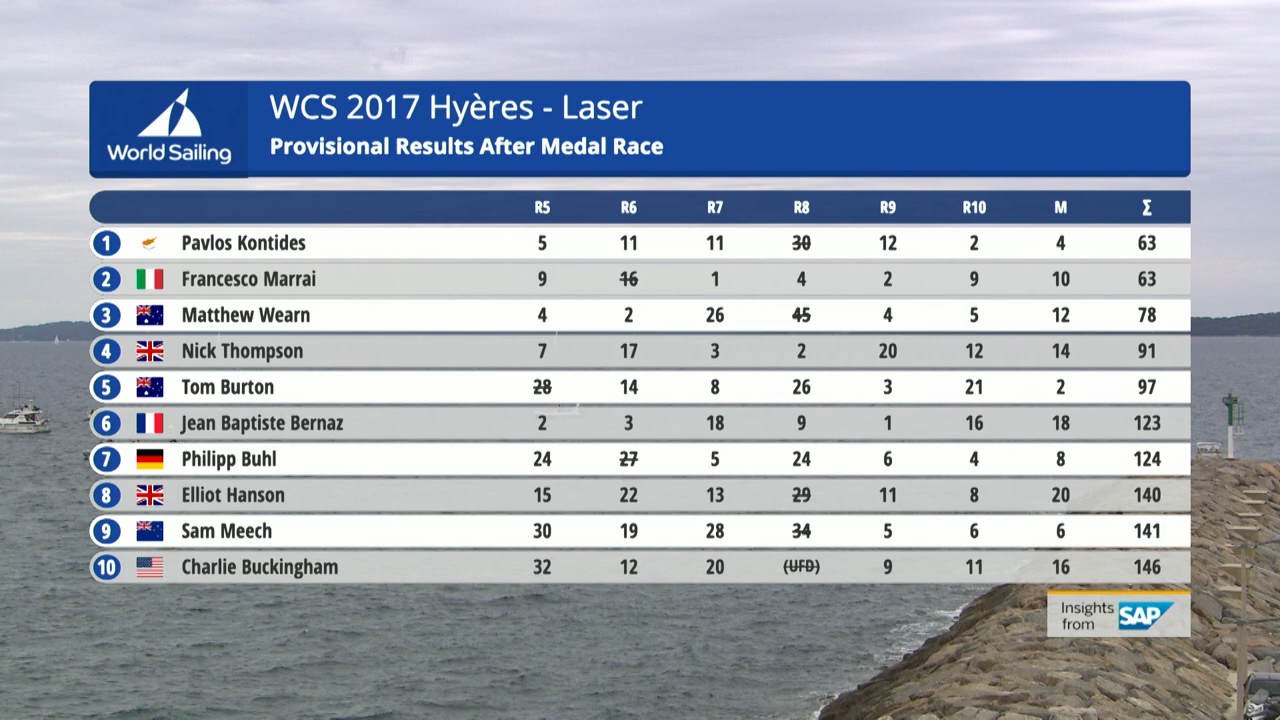 WCS 2017 Hyères - Laser
World Sailing
Provisional Results After Medal Race
R5 R6 R7 R8 R9 R10 M Σ
1 Pavlos Kontides 5 11 11 30 12 2 4 63
2 Francesco Marrai 9 16 1 4 2 9 10 63
3 Matthew Wearn 4 2 26 45 4 5 12 78
4 Nick Thompson 7 17 3 2 20 12 14 91
5 Tom Burton 28 14 8 26 3 21 2 97
6 Jean Baptiste Bernaz 2 3 18 9 1 16 18 123
7 Philipp Buhl 24 27 5 24 6 4 8 124
8 Elliot Hanson 15 22 13 29 11 8 20 140
9 Sam Meech 30 19 28 34 5 6 6 141
10 Charlie Buckingham 32 12 20 (UFD) 9 11 16 146
Insights from SAP